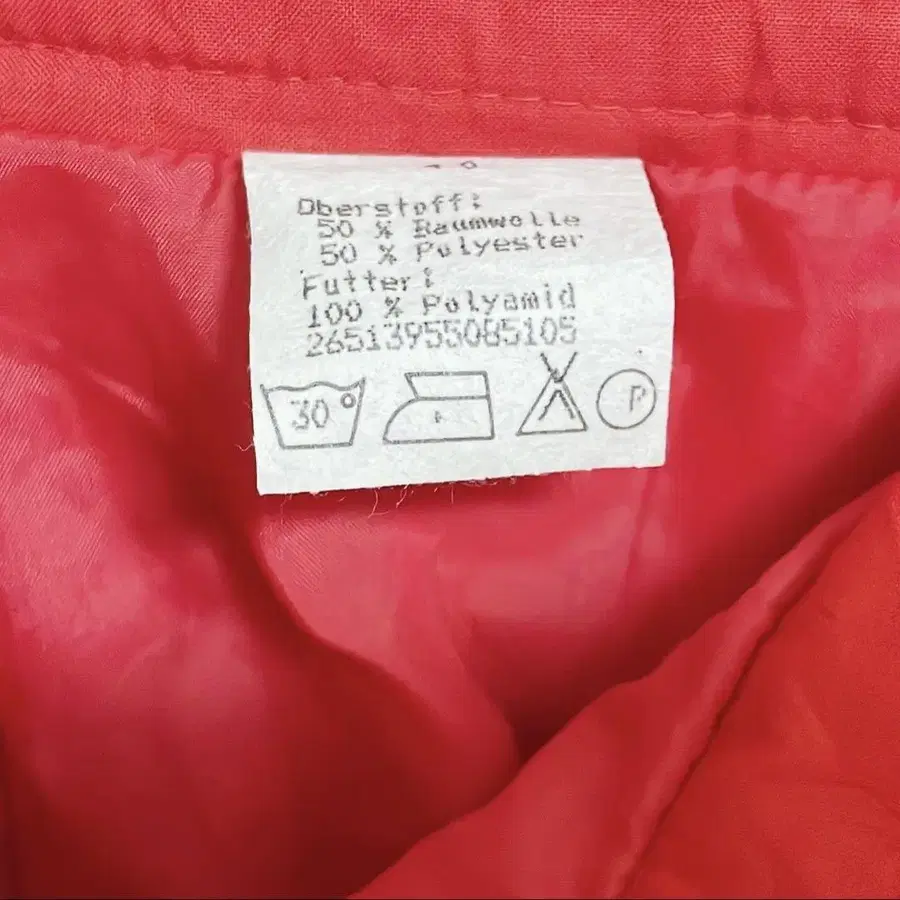 Oberstoff:
50 % Baumwolle
50 % Polyester
Futter:
100 % Polyamid
26513955085105
30°
P